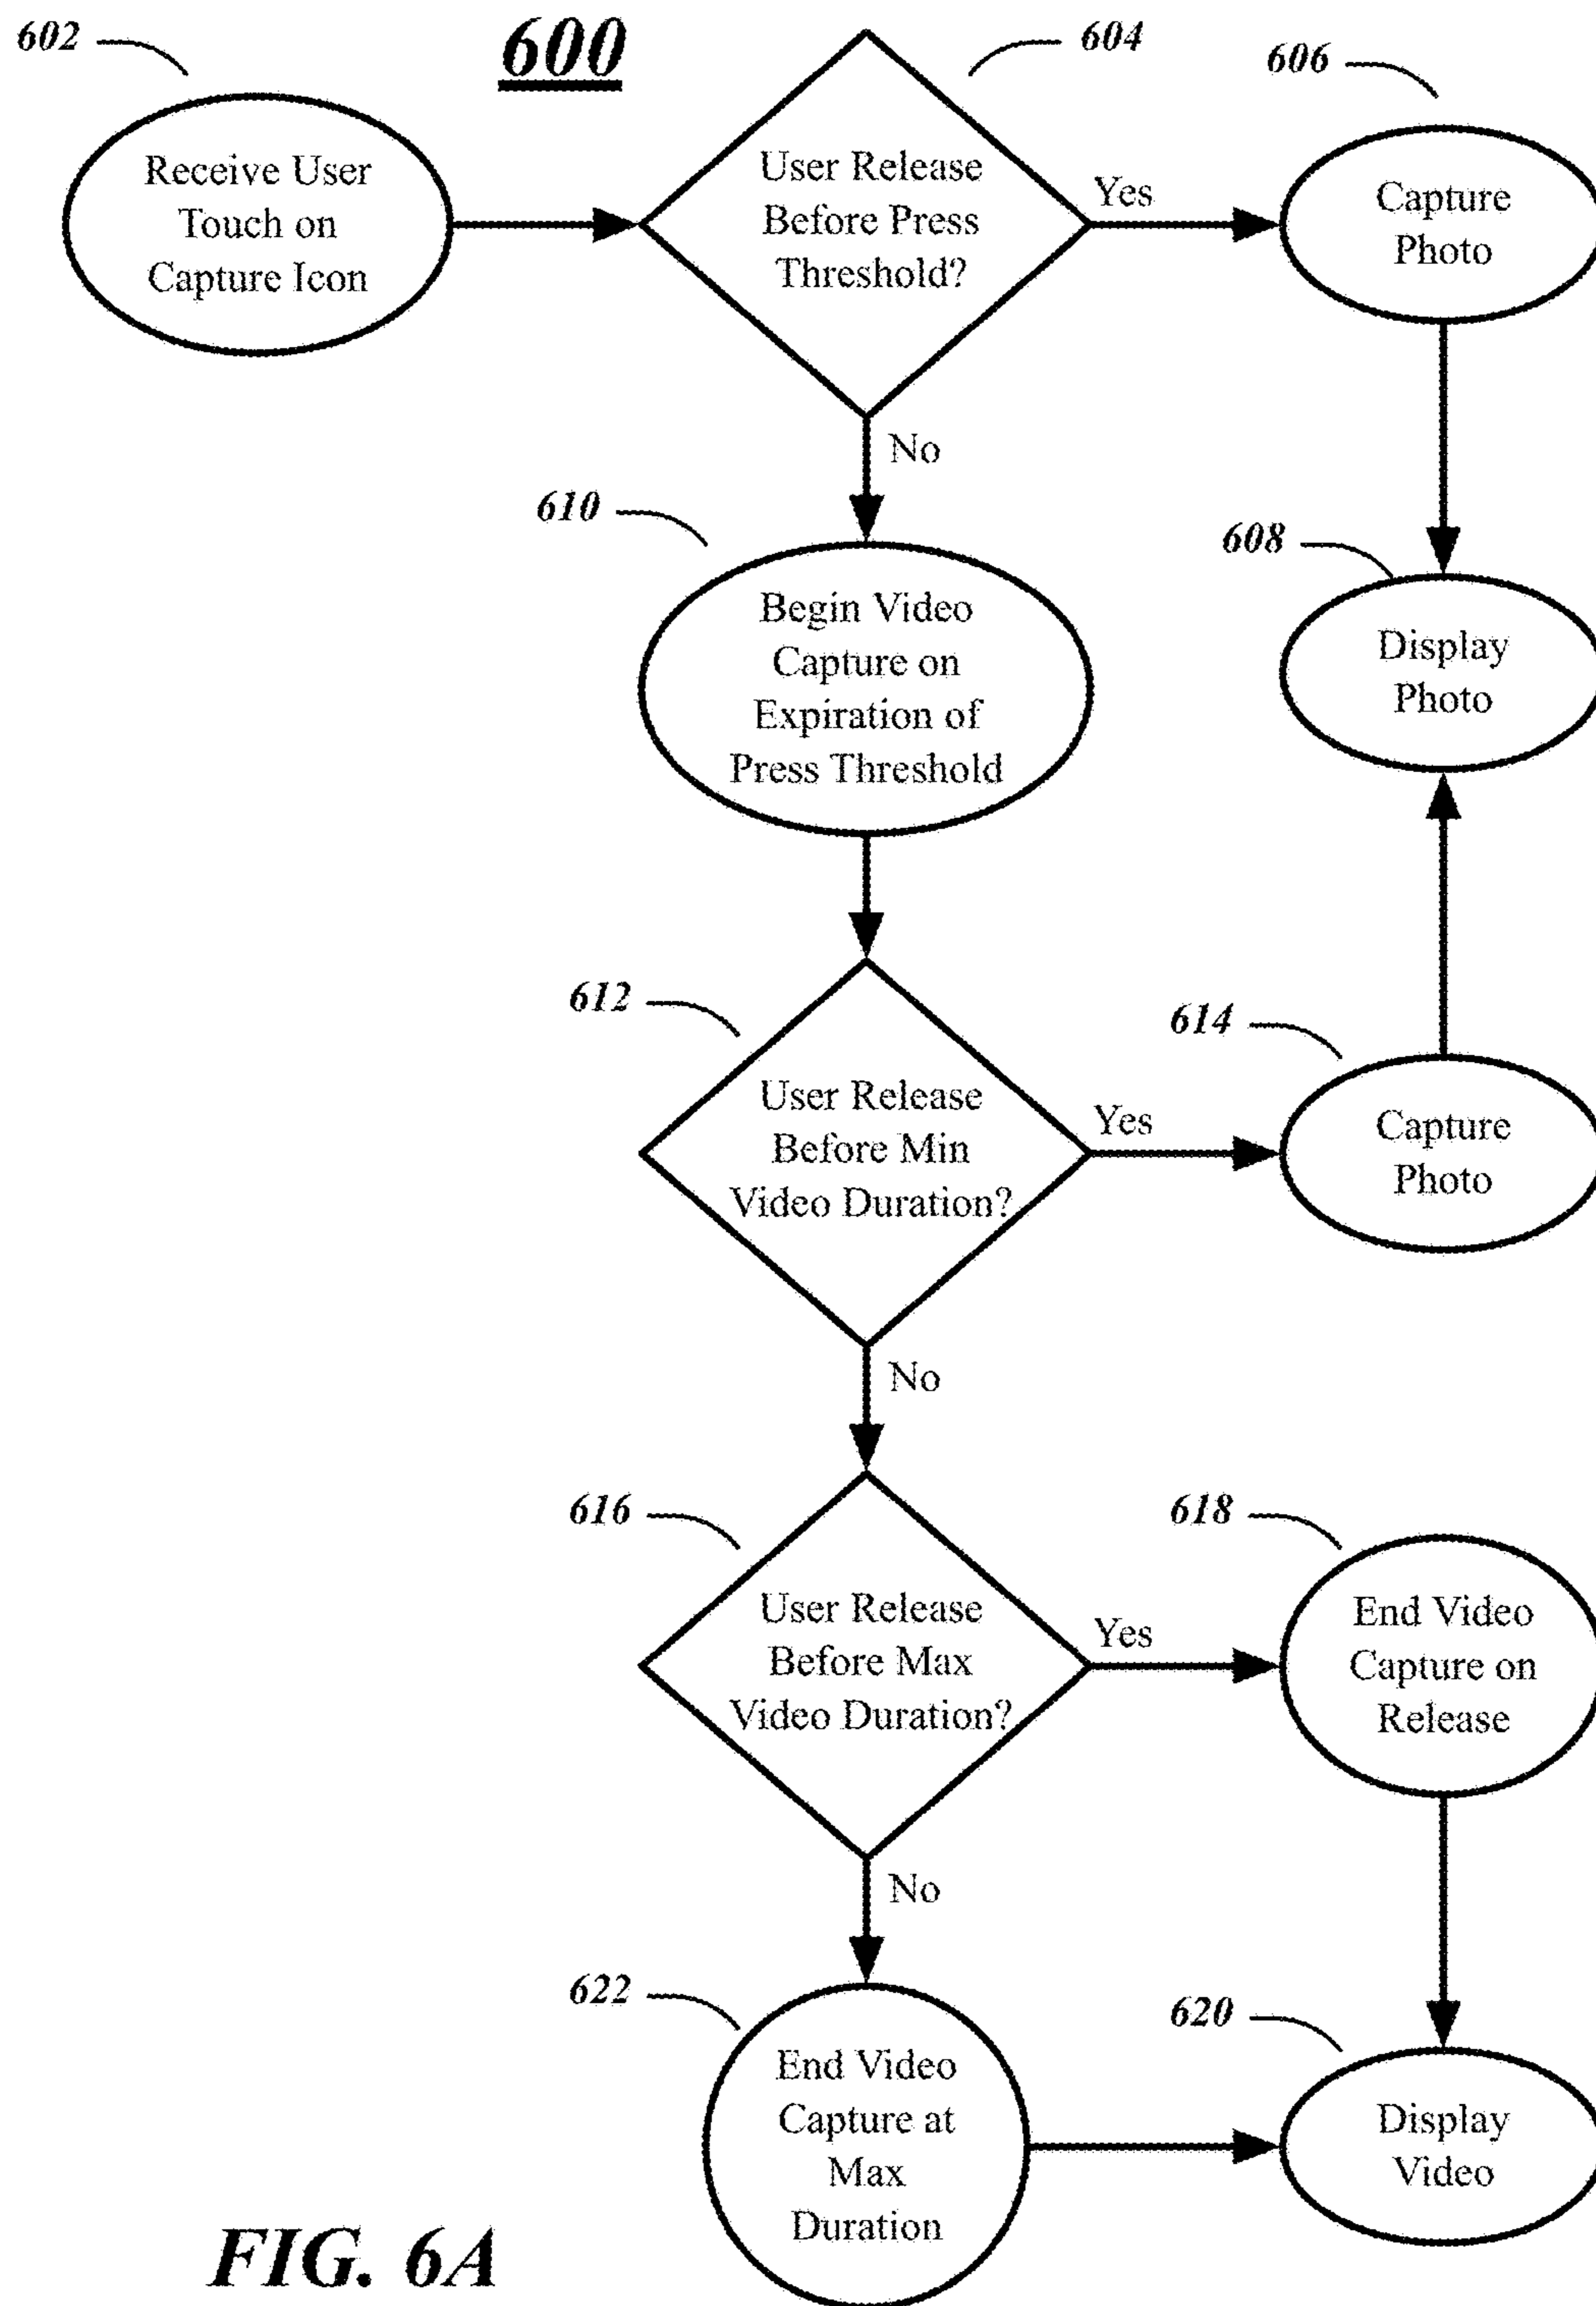 602
600
604
606
Receive User
Touch on
Capture Icon
User Release
Before Press
Threshold?
Yes
Capture
Photo
No
610
608
Begin Video
Capture on
Expiration of
Press Threshold
Display
Photo
612
614
User Release
Before Min
Video Duration?
Yes
Capture
Photo
No
616
618
User Release
Before Max
Video Duration?
Yes
End Video
Capture on
Release
No
622
620
End Video
Capture at
Max
Duration
Display
Video
FIG. 6A